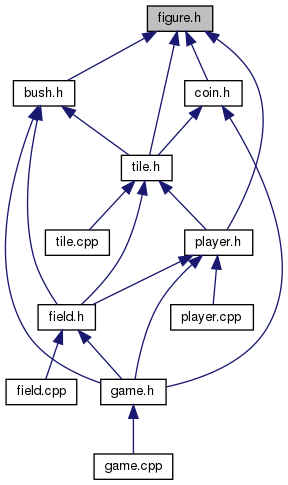 figure.h
bush.h
coin.h
tile.h
tile.cpp
player.h
field.h
player.cpp
field.cpp
game.h
game.cpp